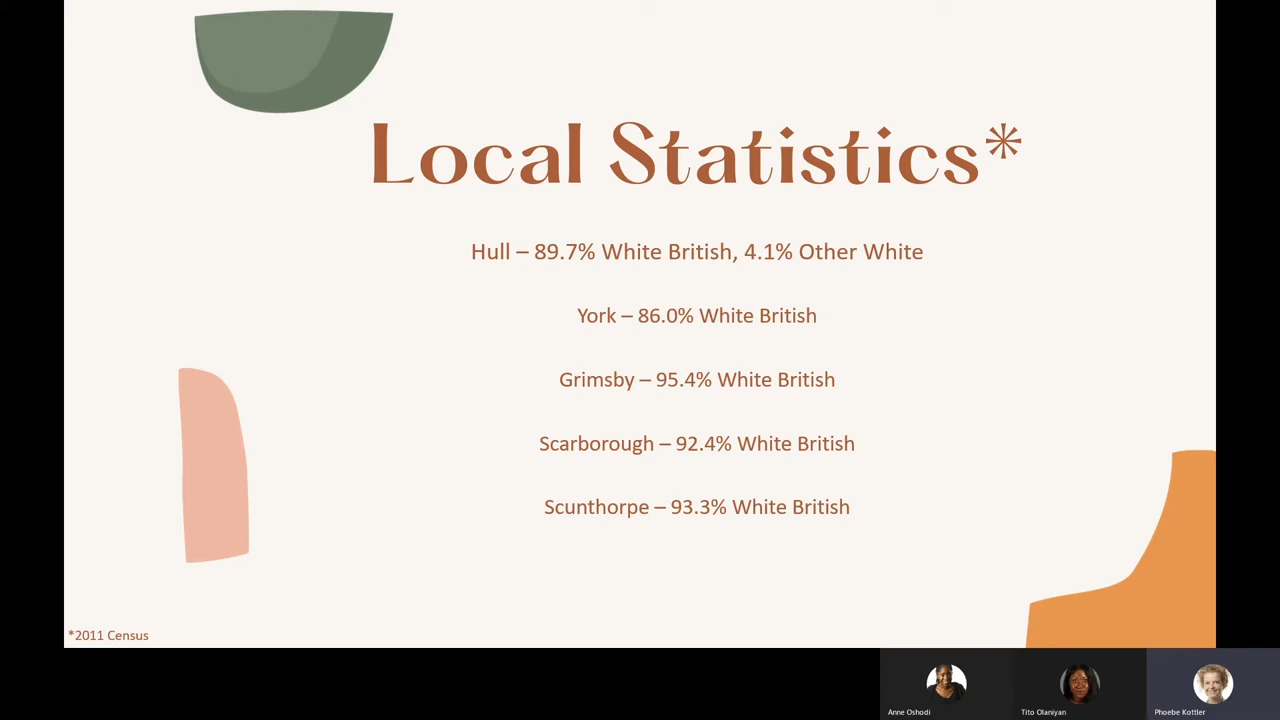 Local Statistics*
Hull – 89.7% White British, 4.1% Other White
York – 86.0% White British
Grimsby – 95.4% White British
Scarborough – 92.4% White British
Scunthorpe – 93.3% White British
*2011 Census
Anne Oshodi
Tito Olaniyan
Phoebe Kottler